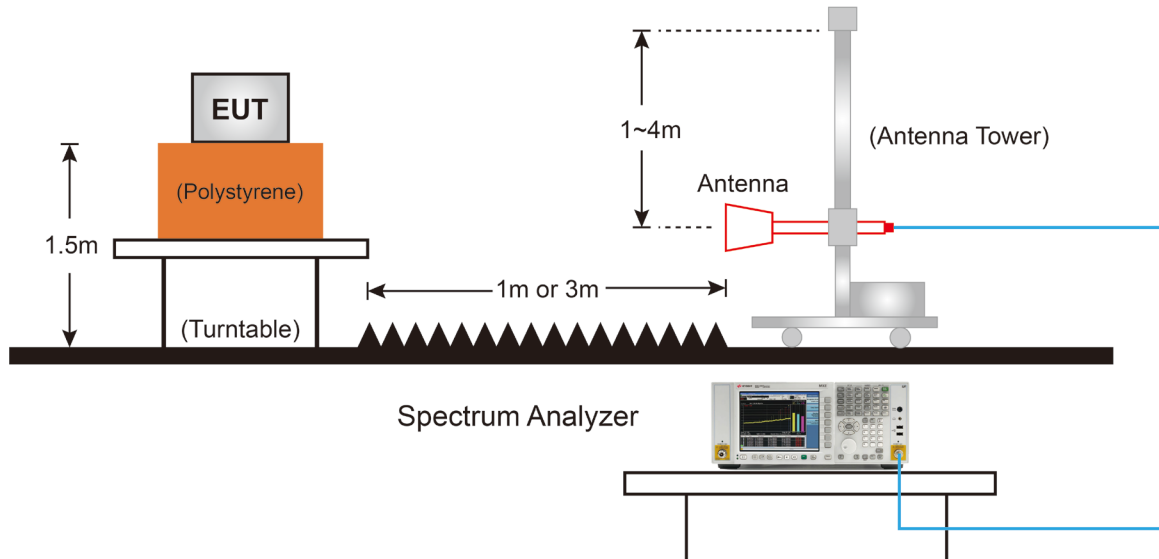 EUT
1~4m
(Antenna Tower)
(Polystyrene)
Antenna
1.5m
1m or 3m
(Turntable)
Spectrum Analyzer